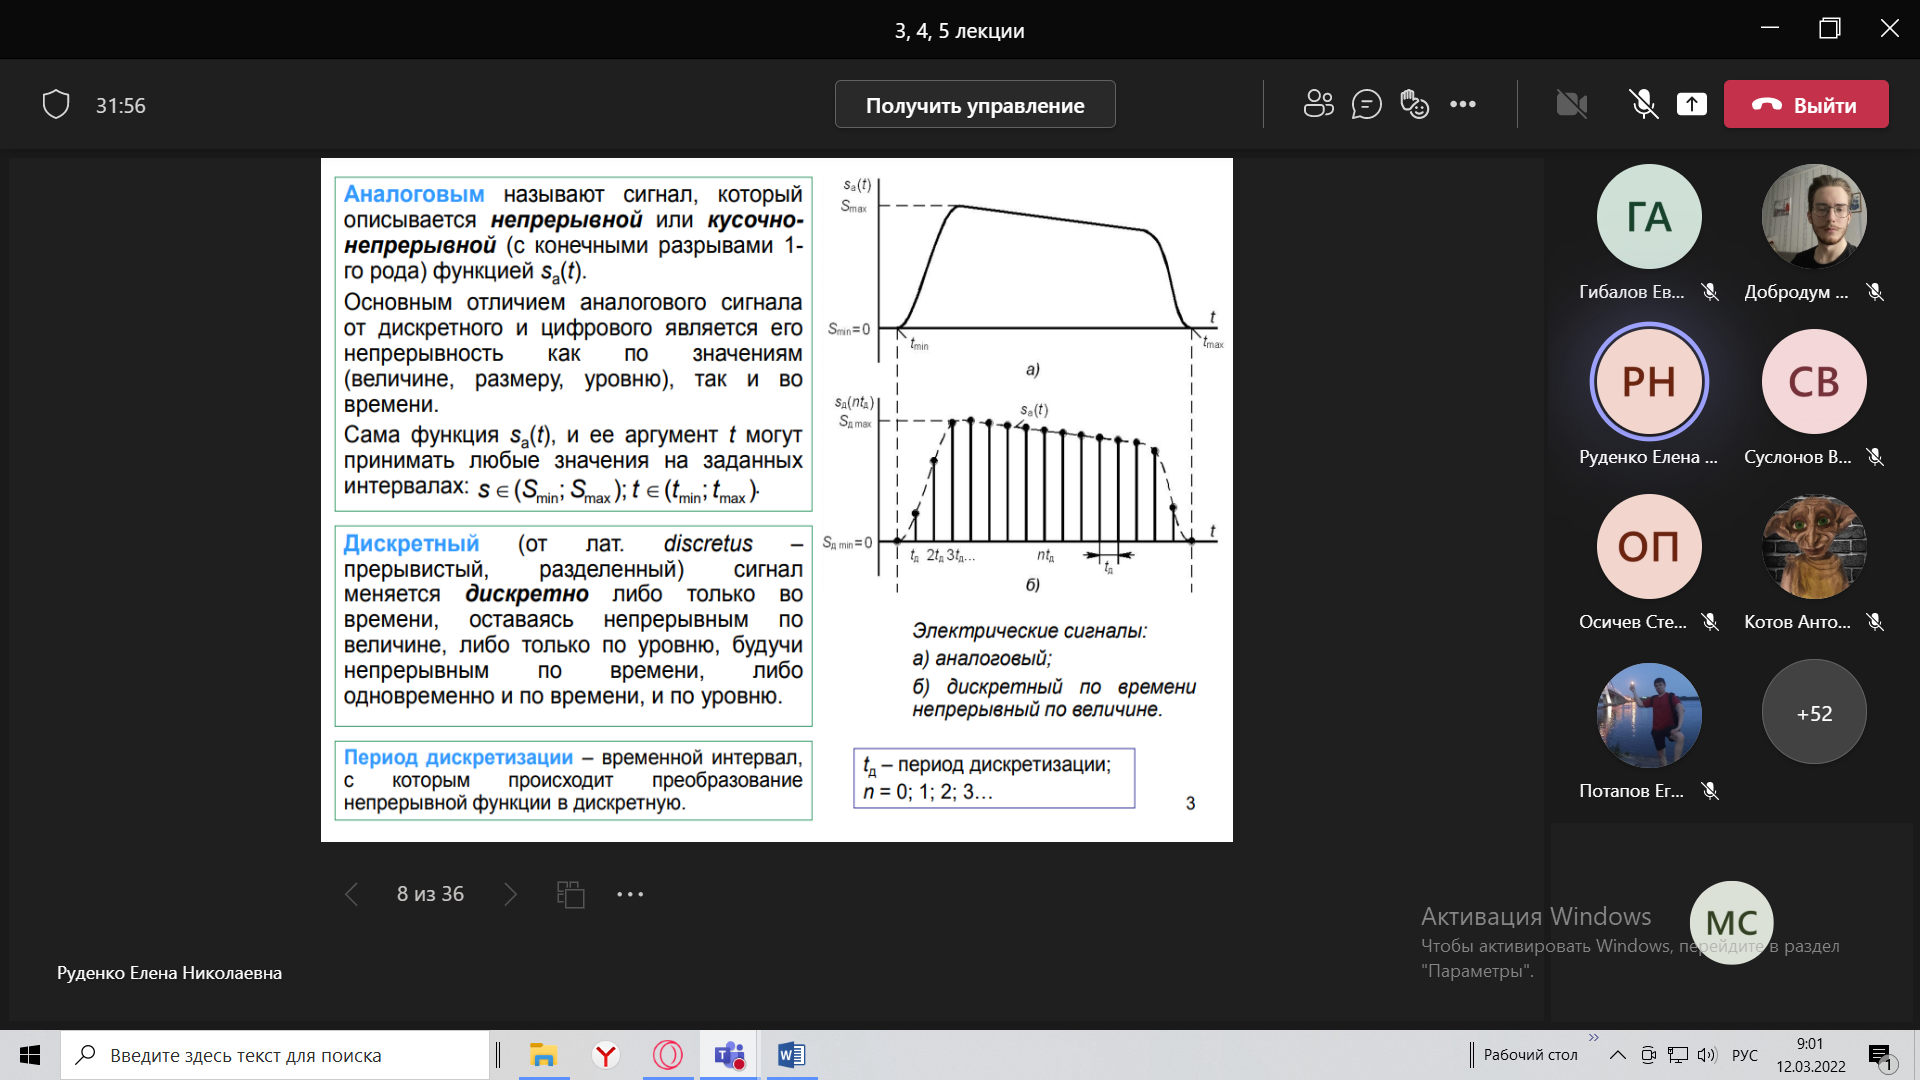 3, 4, 5 лекции
31:56
Получить управление
Выйти
Аналоговым называют сигнал, который
описывается непрерывной или кусочно-
непрерывной (с конечными разрывами 1-
го рода) функцией sа(t).
Основным отличием аналогового сигнала
от дискретного и цифрового является его
непрерывность как по значениям
(величине, размеру, уровню), так и во
времени.
Сама функция sа(t), и ее аргумент t могут
принимать любые значения на заданных
интервалах: s ∈ (Smin; Smax); t ∈ (tmin; tmax).
Дискретный (от лат. discretus –
прерывистый, разделенный) сигнал
меняется дискретно либо только во
времени, оставаясь непрерывным по
величине, либо только по уровню, будучи
непрерывным по времени, либо
одновременно и по времени, и по уровню.
Период дискретизации – временной интервал,
с которым происходит преобразование
непрерывной функции в дискретную.
sа(t)
Smax
Smin=0
t
tmin
tmax
а)
sд(ntд)
Sд max
sа(t)
Sд min=0
t
tд 2tд 3tд...
ntд
tд
б)
Электрические сигналы:
а) аналоговый;
б) дискретный по времени
непрерывный по величине.
tд – период дискретизации;
n = 0; 1; 2; 3…
3
ГА
Гибалов Ев...
Добродум ...
РН
Руденко Елена ...
СВ
Суслонов В...
ОП
Осичев Сте...
Котов Анто...
Потапов Ег...
+52
МС
8 из 36
Руденко Елена Николаевна
Активация Windows
Чтобы активировать Windows, перейдите в раздел
"Параметры".
Введите здесь текст для поиска
Рабочий стол
РУС
9:01
12.03.2022
1